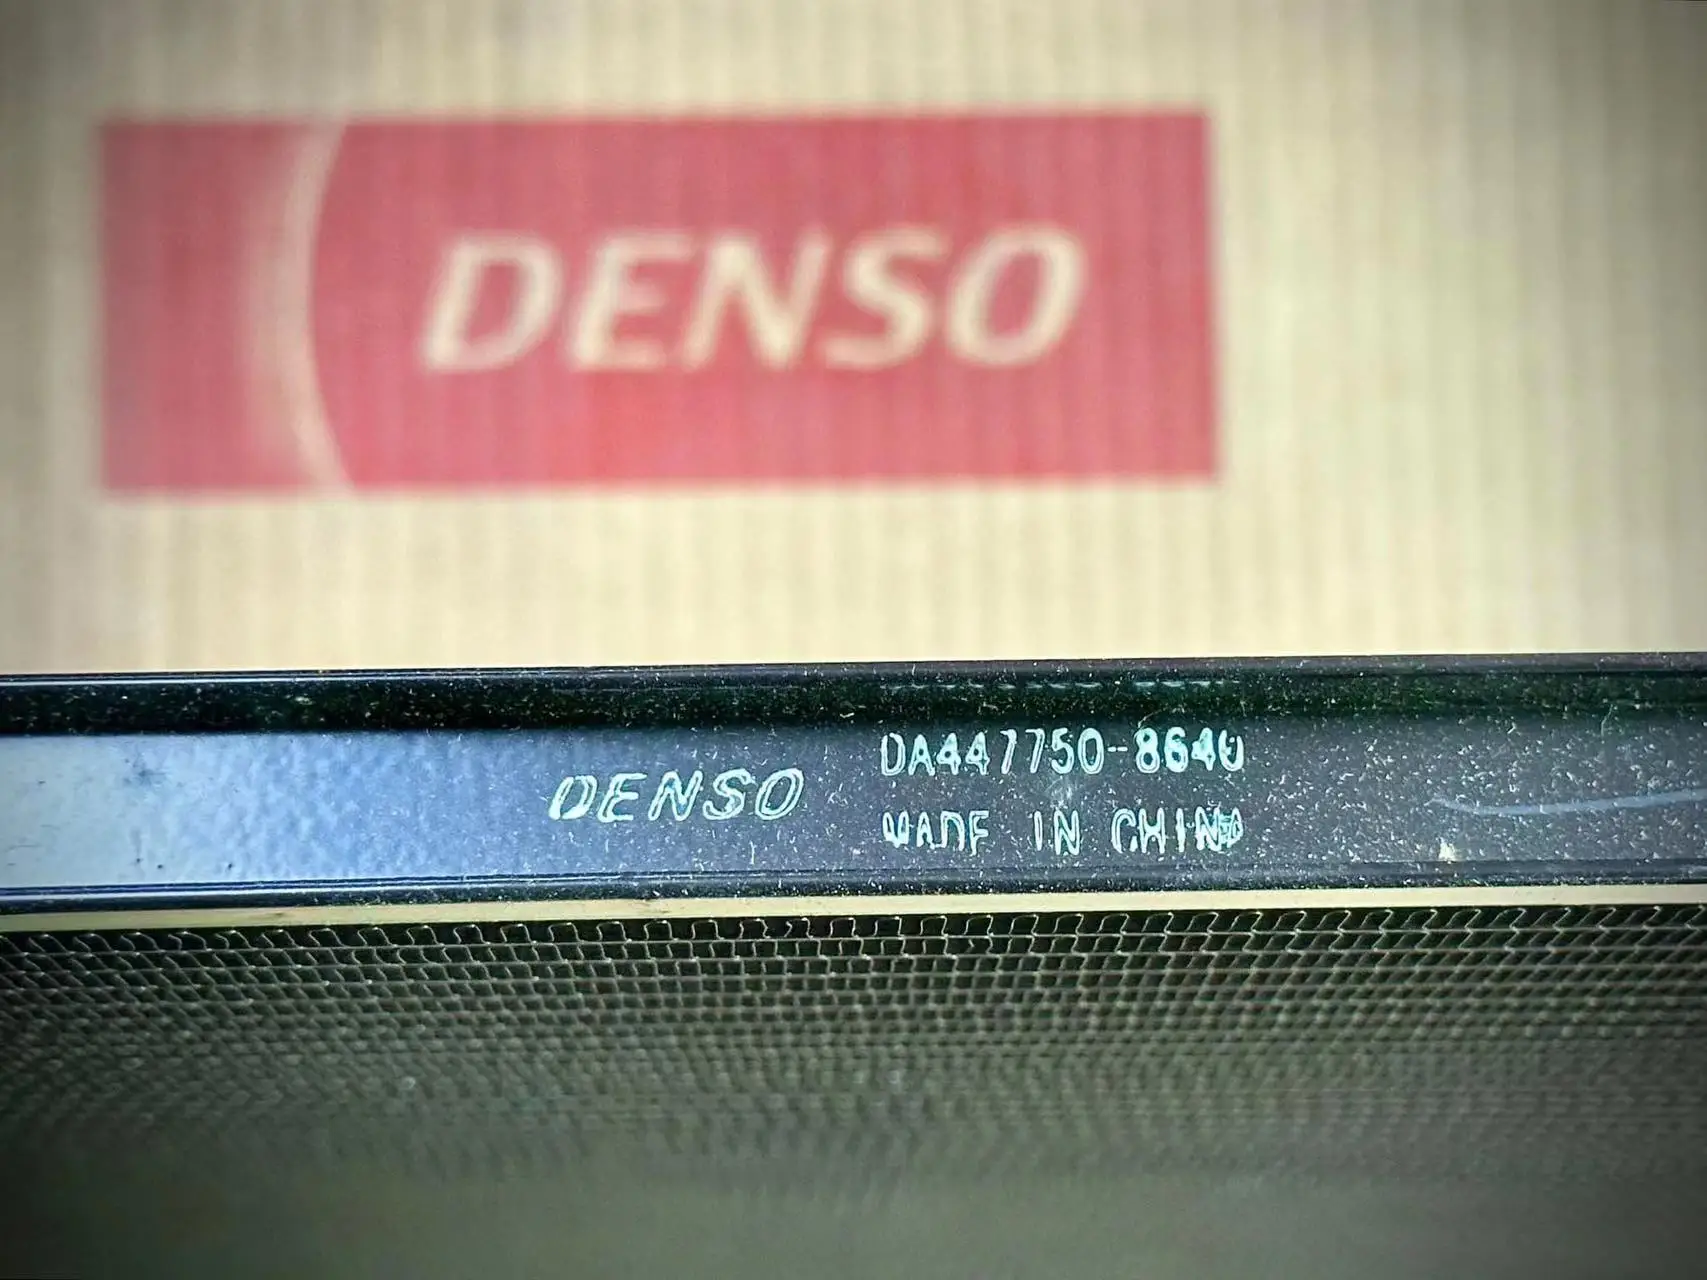 DENSO
DENSO
DA447750-8640
MADE IN CHINA